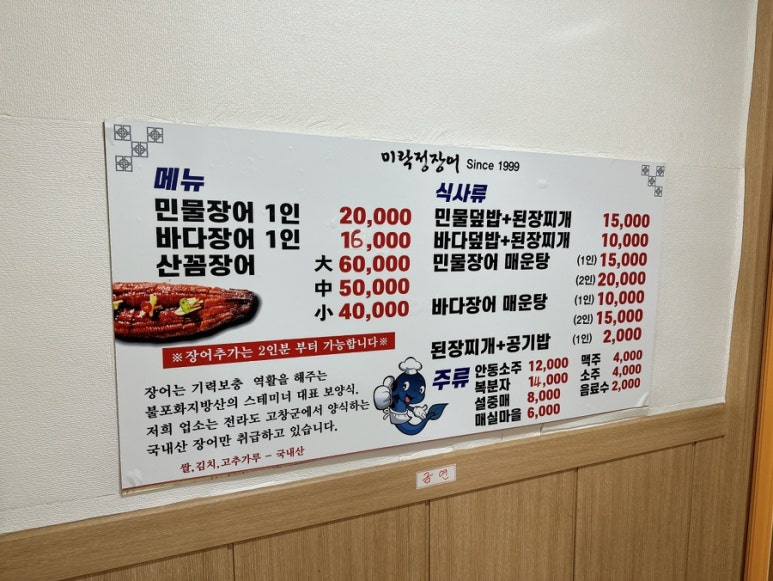 미락정장어 Since 1999
메뉴
민물장어 1인 20,000
바다장어 1인 16,000
산꼼장어 大 60,000
中 50,000
小 40,000
※장어추가는 2인분 부터 가능합니다※
장어는 기력보충 역활을 해주는
불포화지방산의 스테미너 대표 보양식.
저희 업소는 전라도 고창군에서 양식하는
국내산 장어만 취급하고 있습니다.
쌀,김치,고추가루 - 국내산
식사류
민물덮밥+된장찌개 15,000
바다덮밥+된장찌개 10,000
민물장어 매운탕 (1인) 15,000
(2인) 20,000
바다장어 매운탕 (1인) 10,000
(2인) 15,000
된장찌개+공기밥 (1인) 2,000
주류
안동소주 12,000
복분자 14,000
설중매 8,000
매실마을 6,000
맥주 4,000
소주 4,000
음료수 2,000
금연